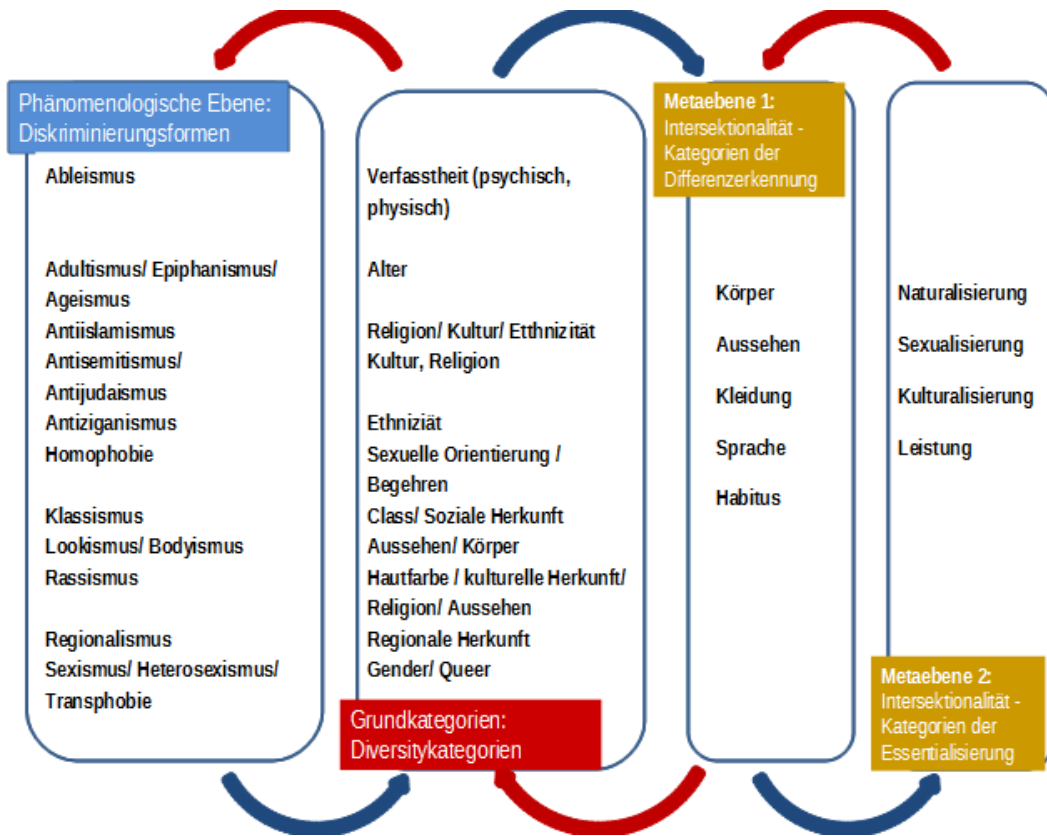 Phänomenologische Ebene:
Diskriminierungsformen
Ableismus
Adultismus/ Epiphanismus/
Ageismus
Antiislamismus
Antisemitismus/
Antijudaismus
Antiziganismus
Homophobie
Klassismus
Lookismus/ Bodyismus
Rassismus
Regionalismus
Sexismus/ Heterosexismus/
Transphobie
Verfasstheit (psychisch,
physisch)
Alter
Religion/ Kultur/ Etthnizität
Kultur, Religion
Ethniziät
Sexuelle Orientierung /
Begehren
Class/ Soziale Herkunft
Aussehen/ Körper
Hautfarbe / kulturelle Herkunft/
Religion/ Aussehen
Regionale Herkunft
Gender/ Queer
Grundkategorien:
Diversitykategorien
Metaebene 1:
Intersektionalität -
Kategorien der
Differenzerkennung
Körper
Aussehen
Kleidung
Sprache
Habitus
Naturalisierung
Sexualisierung
Kulturalisierung
Leistung
Metaebene 2:
Intersektionalität -
Kategorien der
Essentialisierung